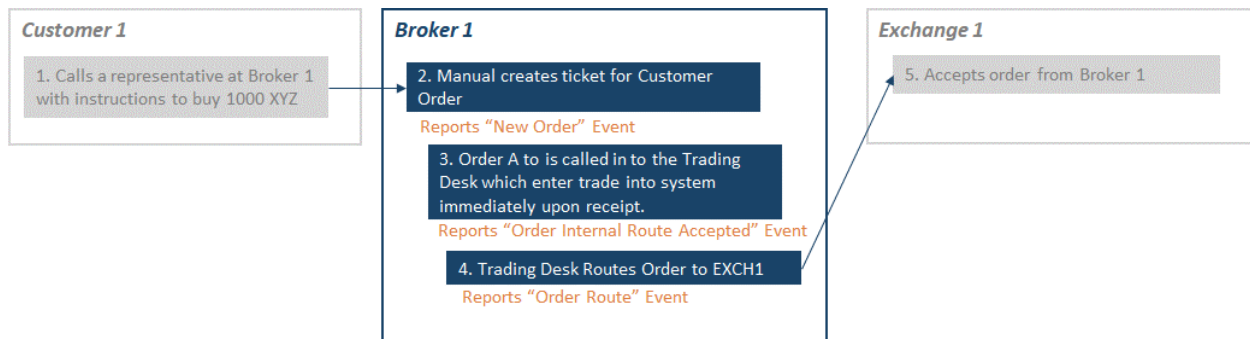 Customer 1
1. Calls a representative at Broker 1
with instructions to buy 1000 XYZ
Broker 1
2. Manual creates ticket for Customer
Order
Reports “New Order” Event
3. Order A to is called in to the Trading
Desk which enter trade into system
immediately upon receipt.
Reports “Order Internal Route Accepted” Event
4. Trading Desk Routes Order to EXCH1
Reports “Order Route” Event
Exchange 1
5. Accepts order from Broker 1